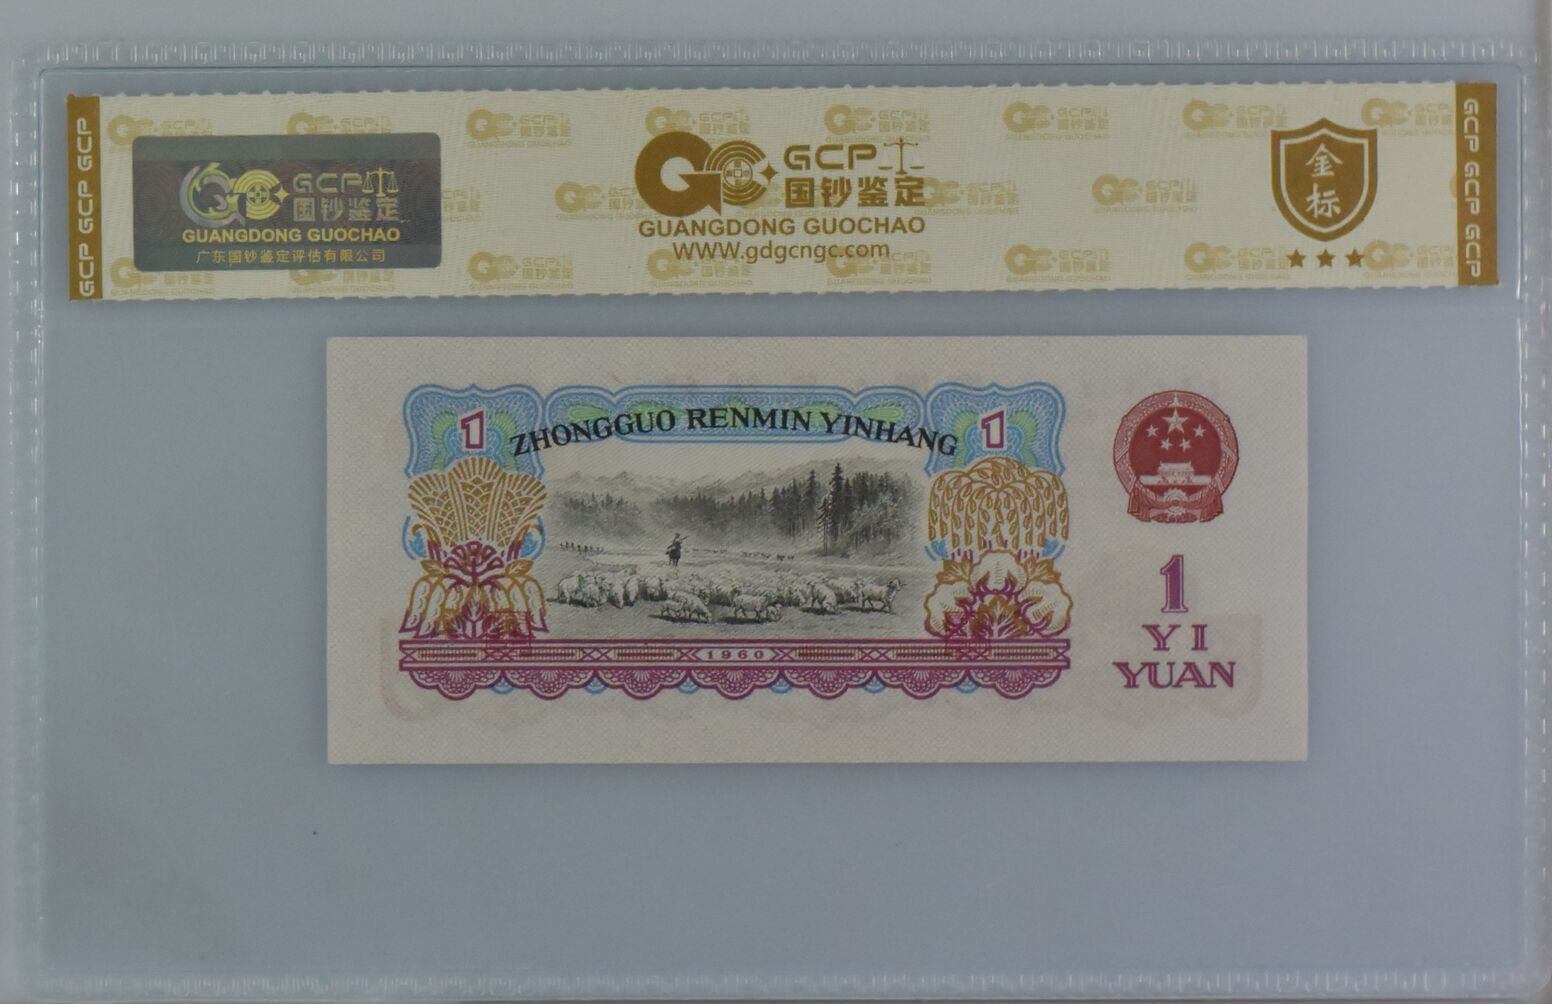 GCP GCP GCP
GCP 国钞鉴定
GUANGDONG GUOCHAO
广东国钞鉴定评估有限公司
GCP 国钞鉴定
GUANGDONG GUOCHAO
WWW.gdgcngc.com
金标
GCP GCP GCP
1
ZHONGGUO RENMIN YINHANG
1
1960
1
YI
YUAN